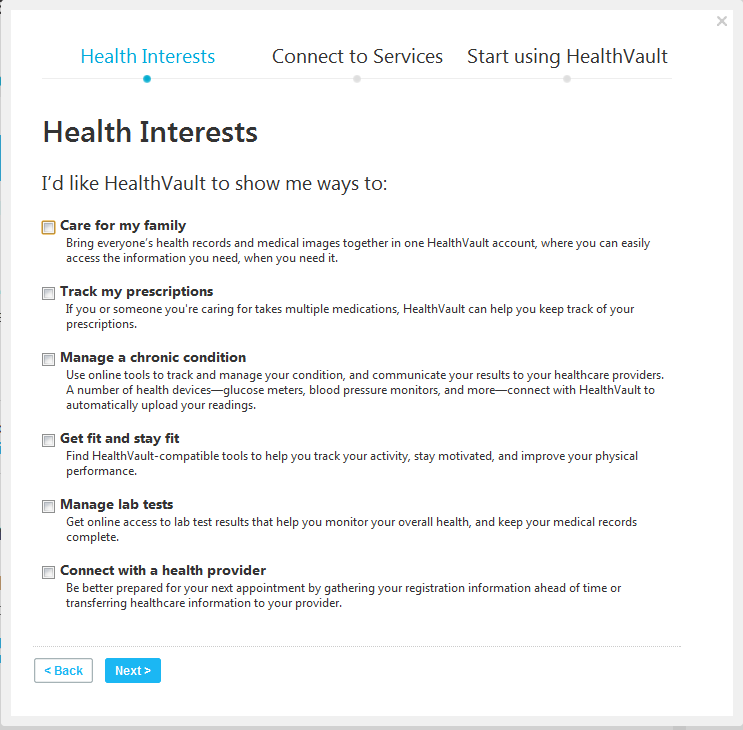 Health Interests Connect to Services Start using HealthVault
Health Interests
I'd like HealthVault to show me ways to:
Care for my family
Bring everyone's health records and medical images together in one HealthVault account, where you can easily
access the information you need, when you need it.
Track my prescriptions
If you or someone you're caring for takes multiple medications, HealthVault can help you keep track of your
prescriptions.
Manage a chronic condition
Use online tools to track and manage your condition, and communicate your results to your healthcare providers.
A number of health devices—glucose meters, blood pressure monitors, and more—connect with HealthVault to
automatically upload your readings.
Get fit and stay fit
Find HealthVault-compatible tools to help you track your activity, stay motivated, and improve your physical
performance.
Manage lab tests
Get online access to lab test results that help you monitor your overall health, and keep your medical records
complete.
Connect with a health provider
Be better prepared for your next appointment by gathering your registration information ahead of time or
transferring healthcare information to your provider.
< Back Next >